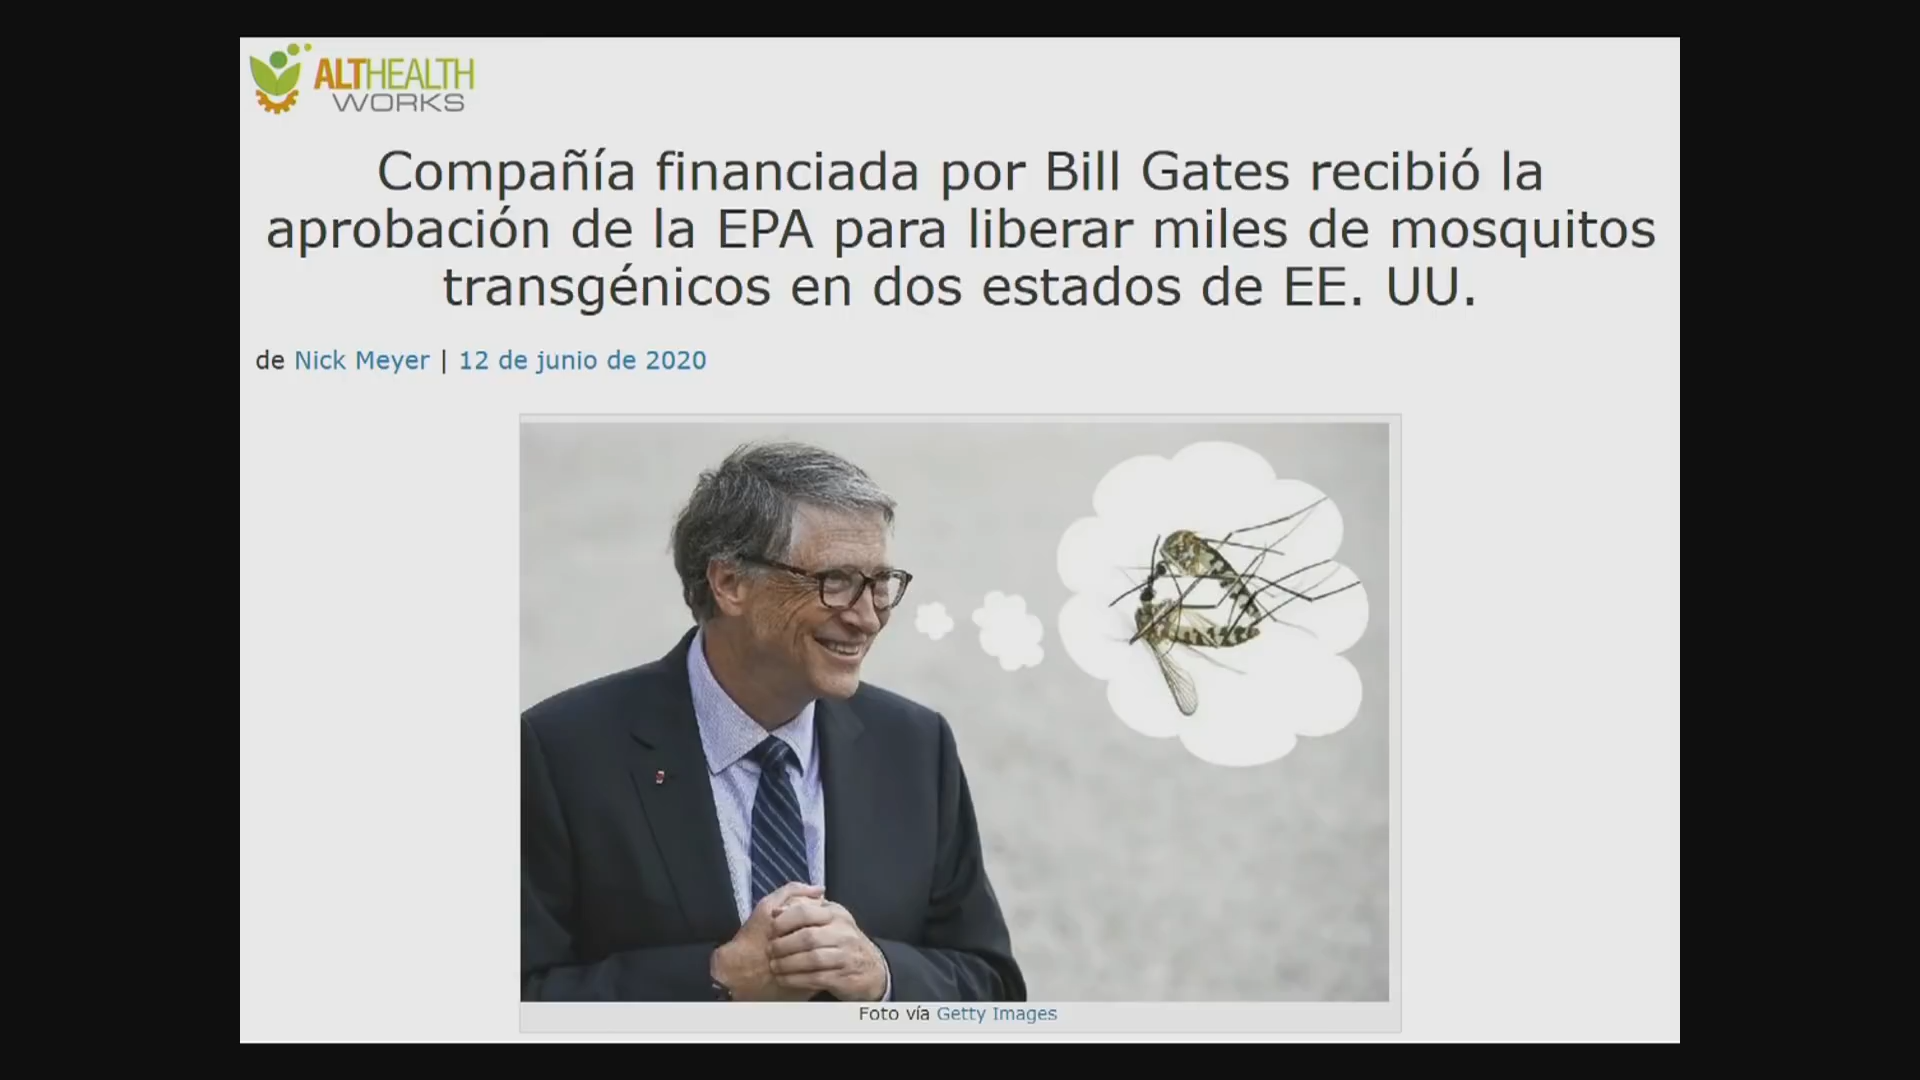 ALTHEALTH
WORKS
Compañía financiada por Bill Gates recibió la
aprobación de la EPA para liberar miles de mosquitos
transgénicos en dos estados de EE. UU.
de Nick Meyer | 12 de junio de 2020
Foto vía Getty Images